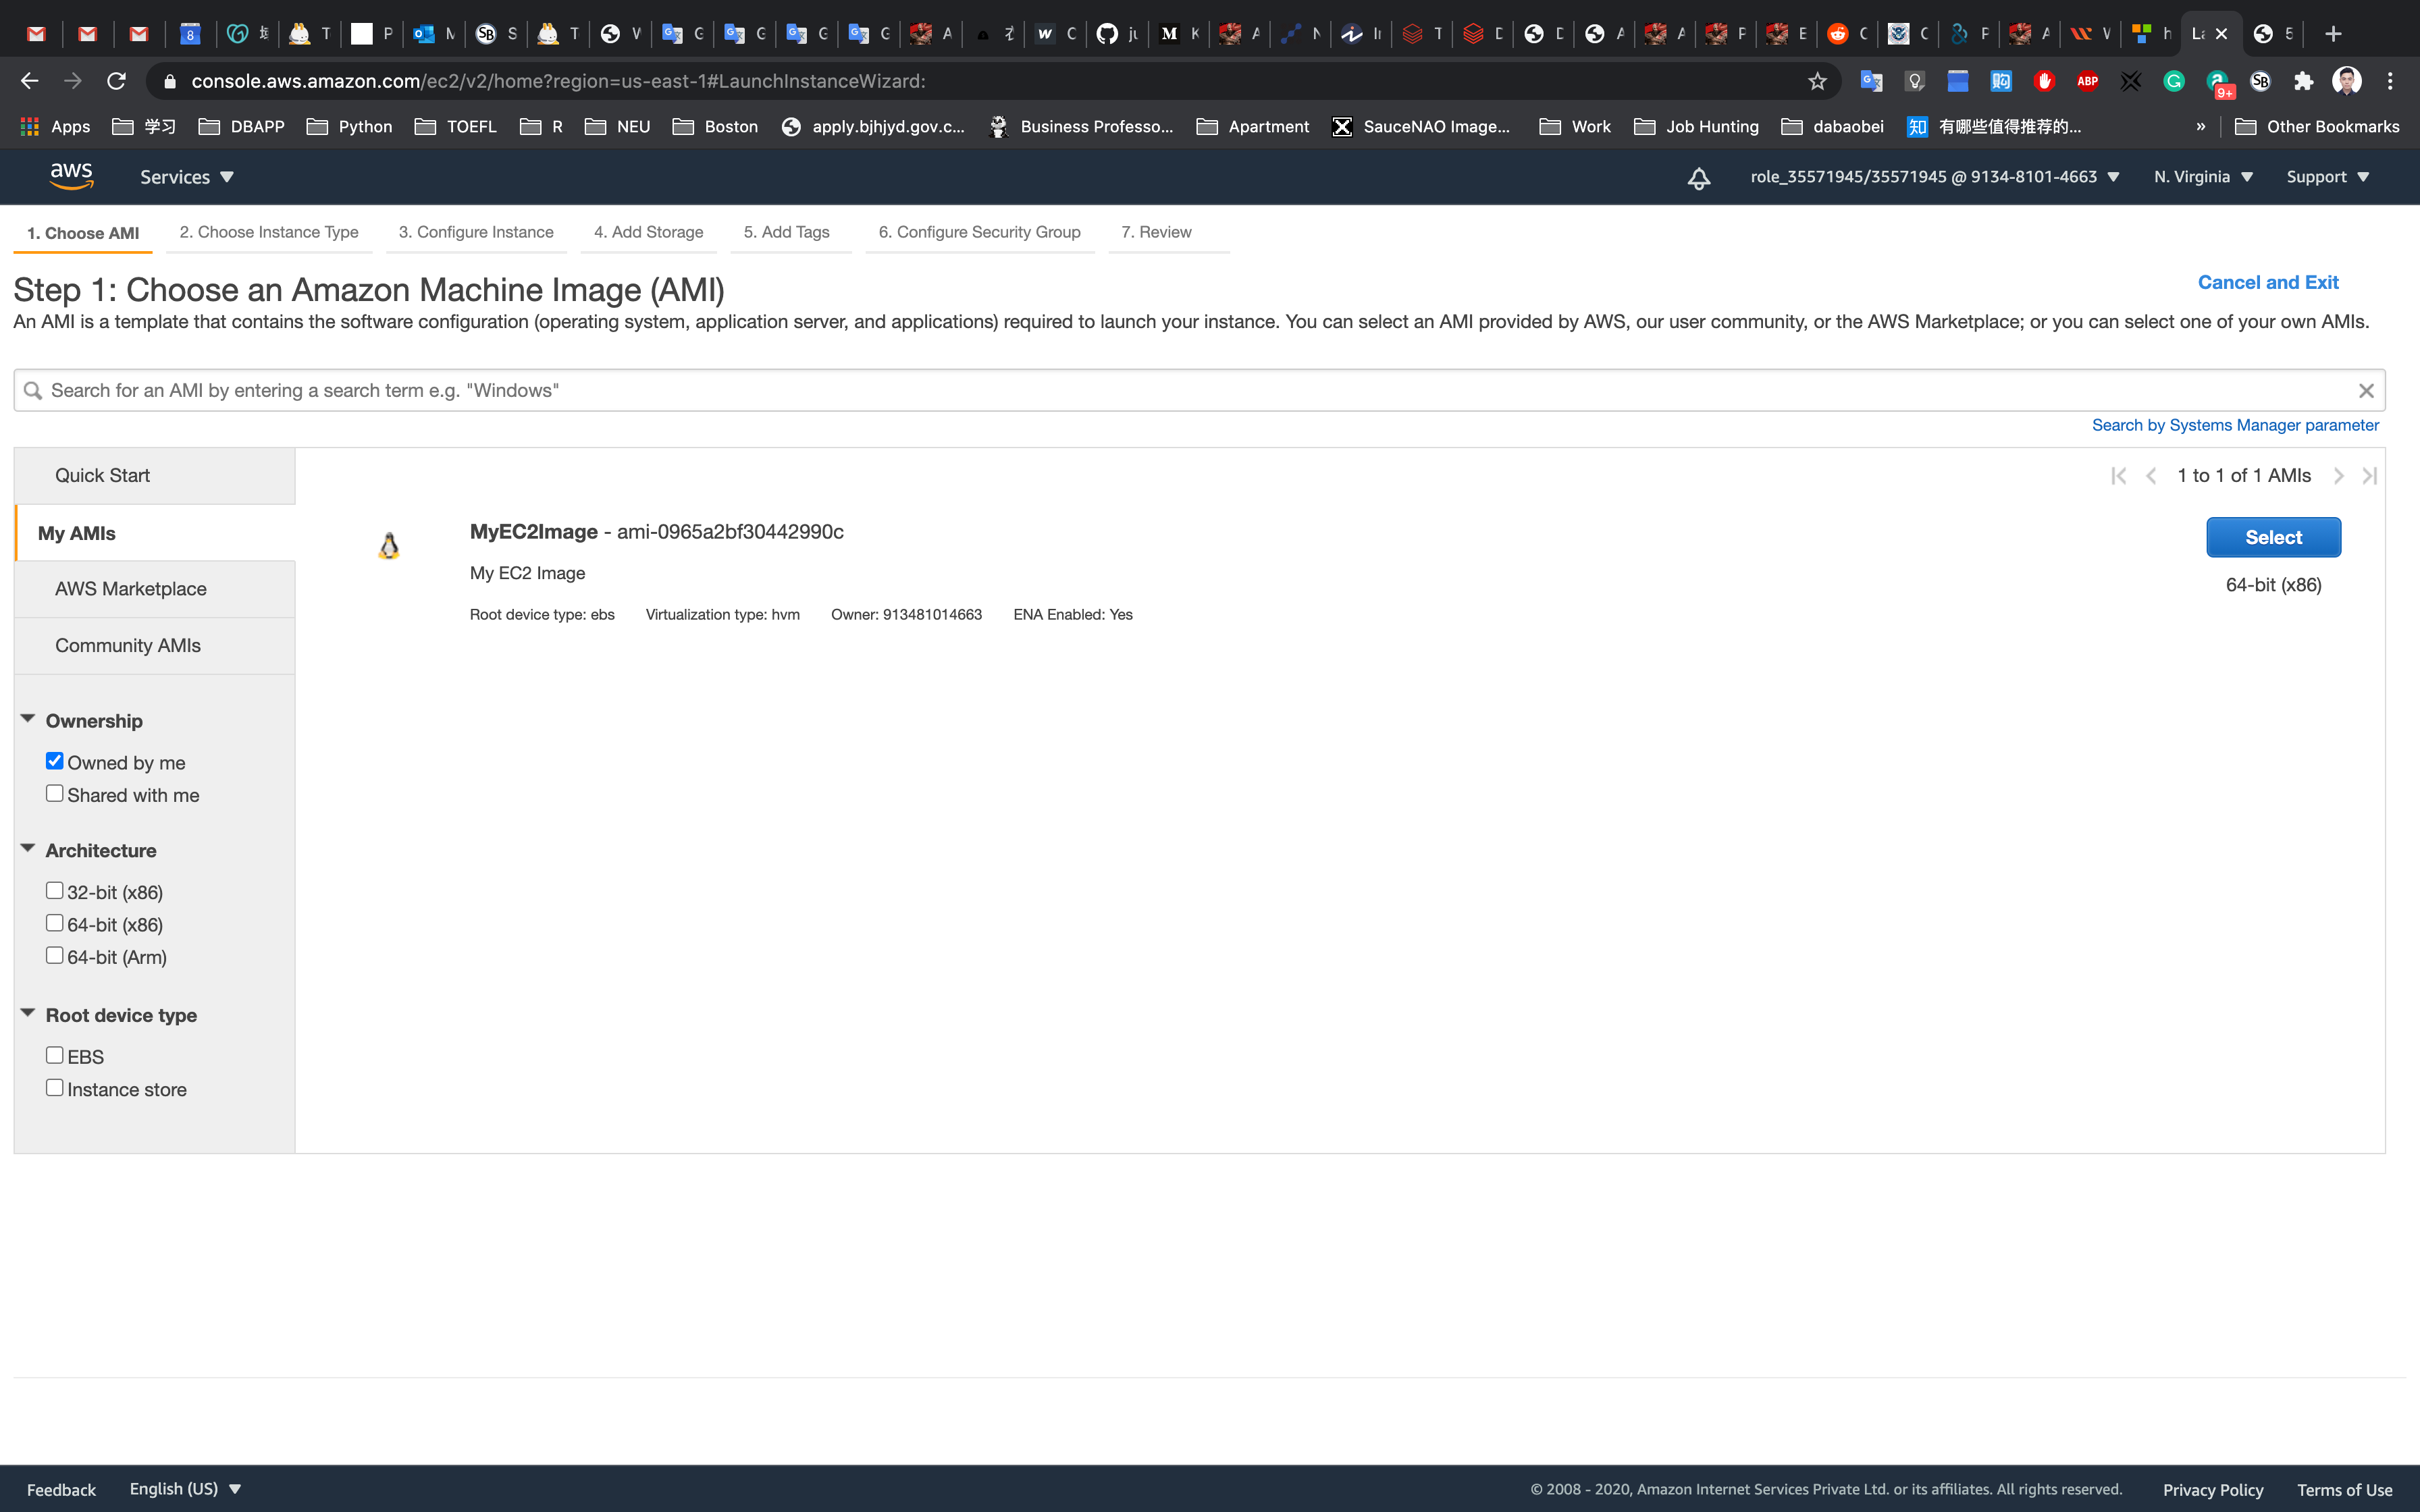 console.aws.amazon.com/ec2/v2/home?region=us-east-1#LaunchInstanceWizard:
Apps 学习 DBAPP Python TOEFL R NEU Boston apply.bjhjyd.gov.c... Business Professo... Apartment SauceNAO Image... Work Job Hunting dabaobei 有哪些值得推荐的... » Other Bookmarks
aws Services role_35571945/35571945 @ 9134-8101-4663 N. Virginia Support
1. Choose AMI 2. Choose Instance Type 3. Configure Instance 4. Add Storage 5. Add Tags 6. Configure Security Group 7. Review
Step 1: Choose an Amazon Machine Image (AMI)
Cancel and Exit
An AMI is a template that contains the software configuration (operating system, application server, and applications) required to launch your instance. You can select an AMI provided by AWS, our user community, or the AWS Marketplace; or you can select one of your own AMIs.
Search for an AMI by entering a search term e.g. "Windows"
Search by Systems Manager parameter
Quick Start
My AMIs
AWS Marketplace
Community AMIs
Ownership
Owned by me
Shared with me
Architecture
32-bit (x86)
64-bit (x86)
64-bit (Arm)
Root device type
EBS
Instance store
1 to 1 of 1 AMIs
MyEC2Image - ami-0965a2bf30442990c
My EC2 Image
Root device type: ebs Virtualization type: hvm Owner: 913481014663 ENA Enabled: Yes
Select
64-bit (x86)
Feedback English (US) © 2008 - 2020, Amazon Internet Services Private Ltd. or its affiliates. All rights reserved. Privacy Policy Terms of Use